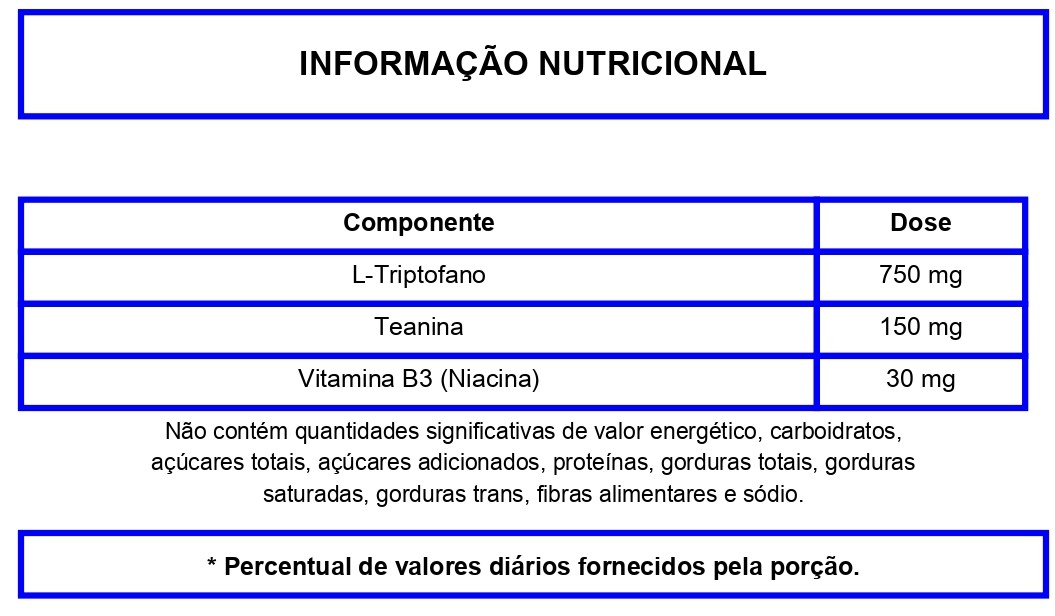 INFORMAÇÃO NUTRICIONAL
Componente Dose
L-Triptofano 750 mg
Teanina 150 mg
Vitamina B3 (Niacina) 30 mg
Não contém quantidades significativas de valor energético, carboidratos,
açúcares totais, açúcares adicionados, proteínas, gorduras totais, gorduras
saturadas, gorduras trans, fibras alimentares e sódio.
* Percentual de valores diários fornecidos pela porção.